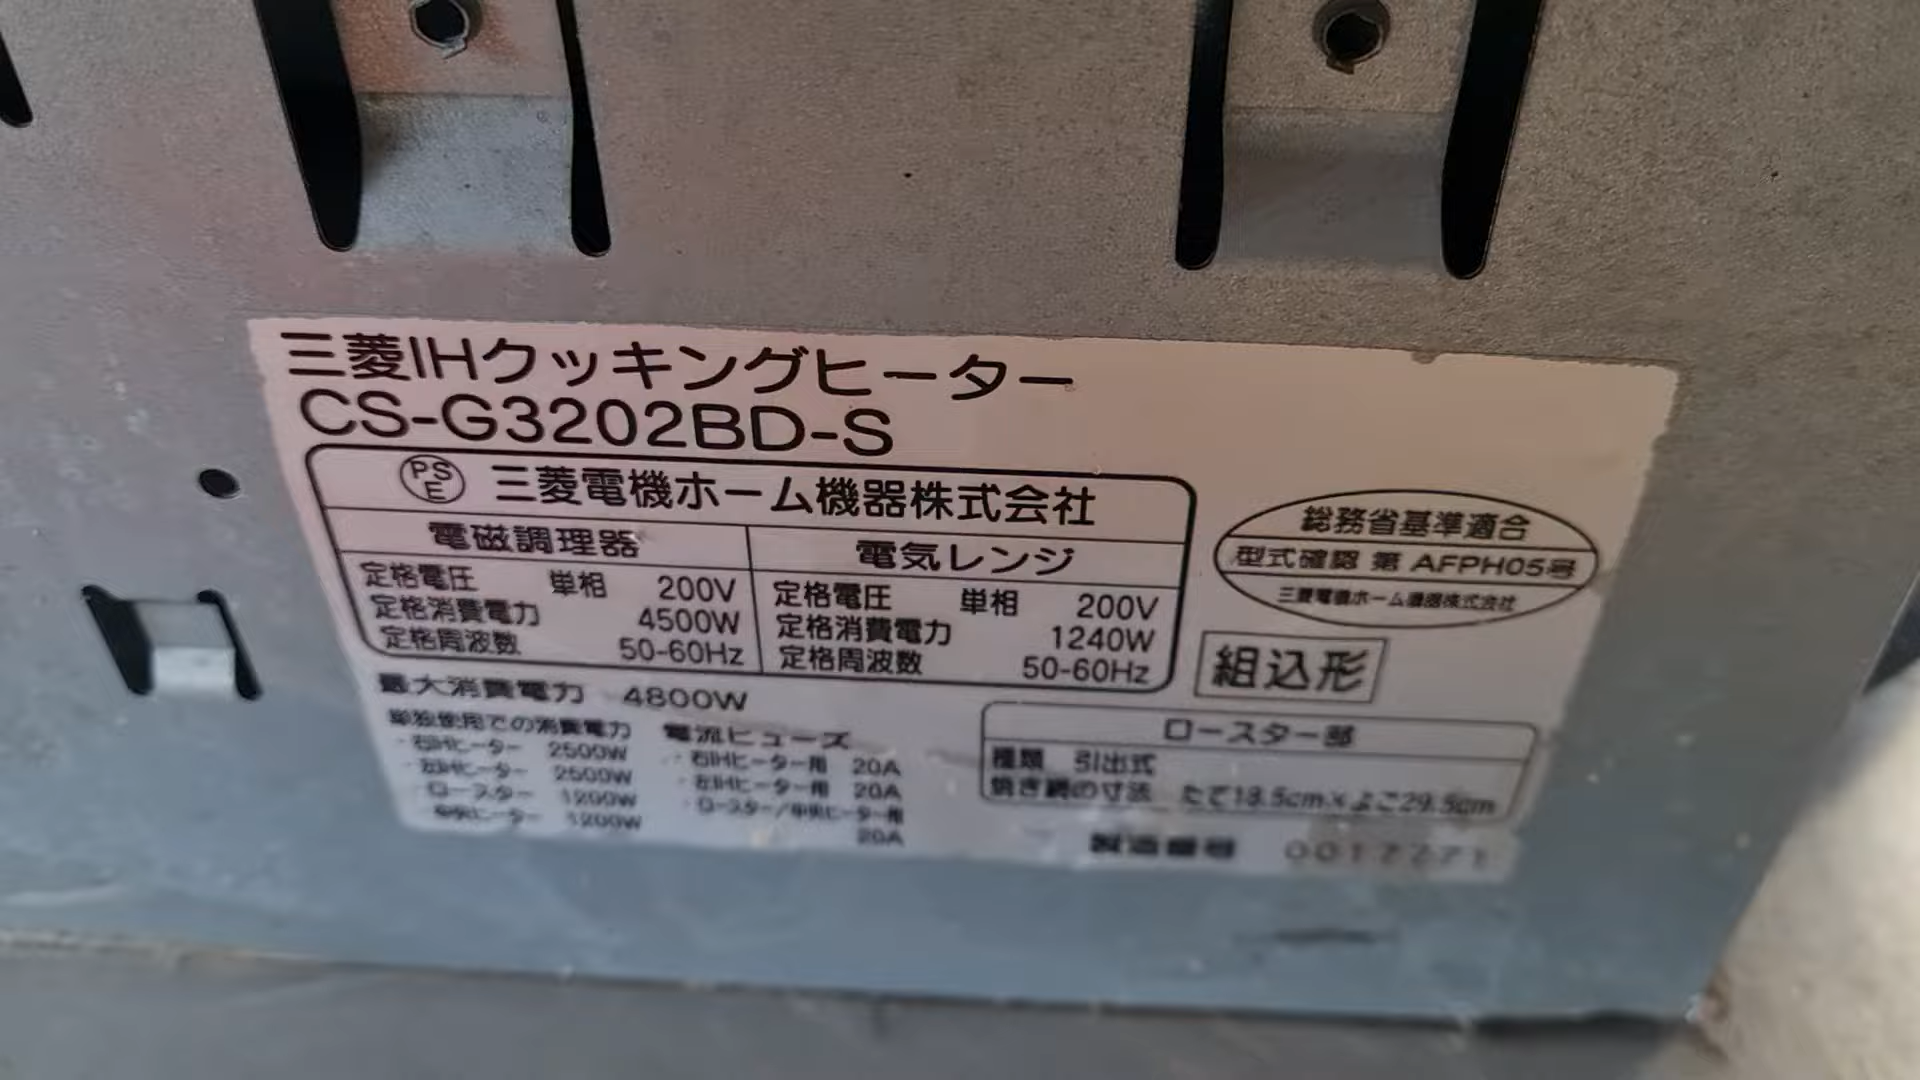 三菱IHクッキングヒーター
CS-G3202BD-S
PSE 三菱電機ホーム機器株式会社
電磁調理器
定格電圧 単相 200V
定格消費電力 4500W
定格周波数 50-60Hz
電気レンジ
定格電圧 単相 200V
定格消費電力 1240W
定格周波数 50-60Hz
総務省基準適合
型式確認 第 AFPH05号
三菱電機ホーム機器株式会社
組込形
最大消費電力 4800W
単独使用での消費電力
・右IHヒーター 2500W
・左IHヒーター 2500W
・ロースター 1200W
・中央ヒーター 1200W
電流ヒューズ
・右IHヒーター用 20A
・左IHヒーター用 20A
・ロースター/中央ヒーター用
20A
ロースター部
種類 引出式
焼き網の寸法 たて18.5cm×よこ29.5cm
製造番号